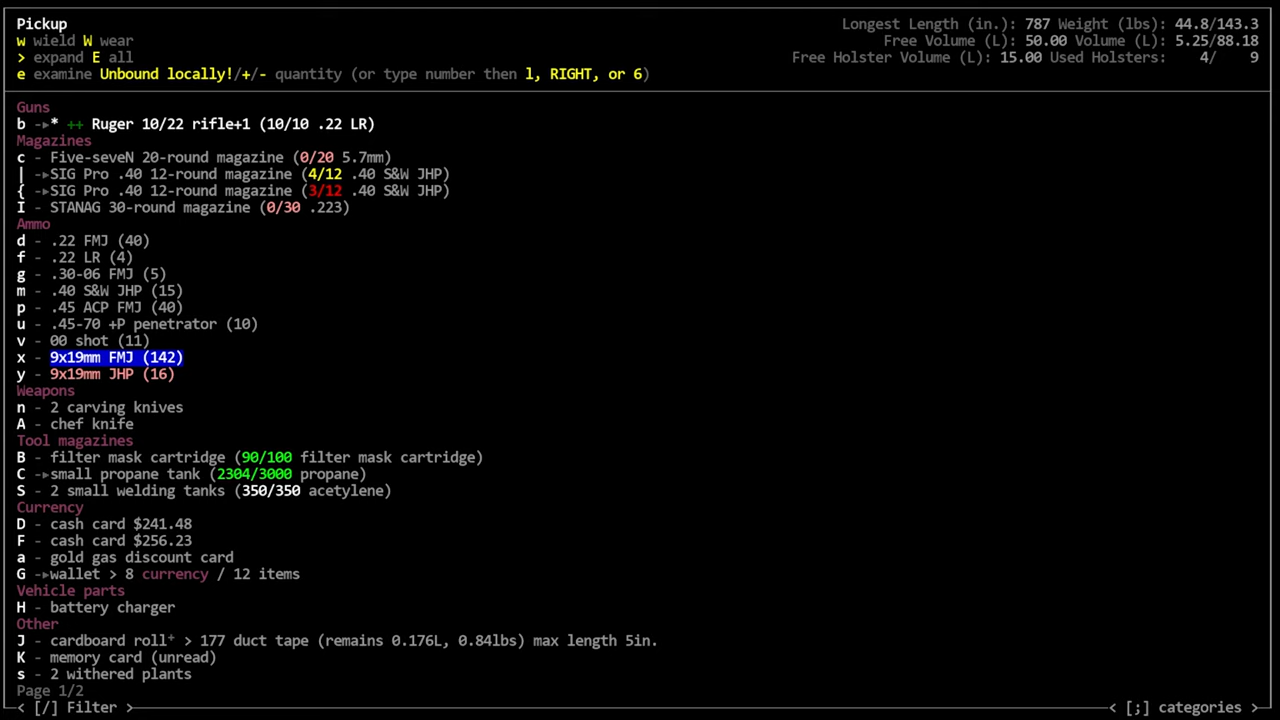 Pickup
w wield W wear
> expand E all
e examine Unbound locally!/+/- quantity (or type number then l, RIGHT, or 6)
Longest Length (in.): 787 Weight (lbs): 44.8/143.3
Free Volume (L): 50.00 Volume (L): 5.25/88.18
Free Holster Volume (L): 15.00 Used Holsters: 4/ 9
Guns
b -▸* ++ Ruger 10/22 rifle+1 (10/10 .22 LR)
Magazines
c - Five-seveN 20-round magazine (0/20 5.7mm)
| -▸SIG Pro .40 12-round magazine (4/12 .40 S&W JHP)
{ -▸SIG Pro .40 12-round magazine (3/12 .40 S&W JHP)
I - STANAG 30-round magazine (0/30 .223)
Ammo
d - .22 FMJ (40)
f - .22 LR (4)
g - .30-06 FMJ (5)
m - .40 S&W JHP (15)
p - .45 ACP FMJ (40)
u - .45-70 +P penetrator (10)
v - 00 shot (11)
x - 9x19mm FMJ (142)
y - 9x19mm JHP (16)
Weapons
n - 2 carving knives
A - chef knife
Tool magazines
B - filter mask cartridge (90/100 filter mask cartridge)
C -▸small propane tank (2304/3000 propane)
S - 2 small welding tanks (350/350 acetylene)
Currency
D - cash card $241.48
F - cash card $256.23
a - gold gas discount card
G -▸wallet > 8 currency / 12 items
Vehicle parts
H - battery charger
Other
J - cardboard roll⁺ > 177 duct tape (remains 0.176L, 0.84lbs) max length 5in.
K - memory card (unread)
s - 2 withered plants
Page 1/2
< [/] Filter >
< [;] categories >